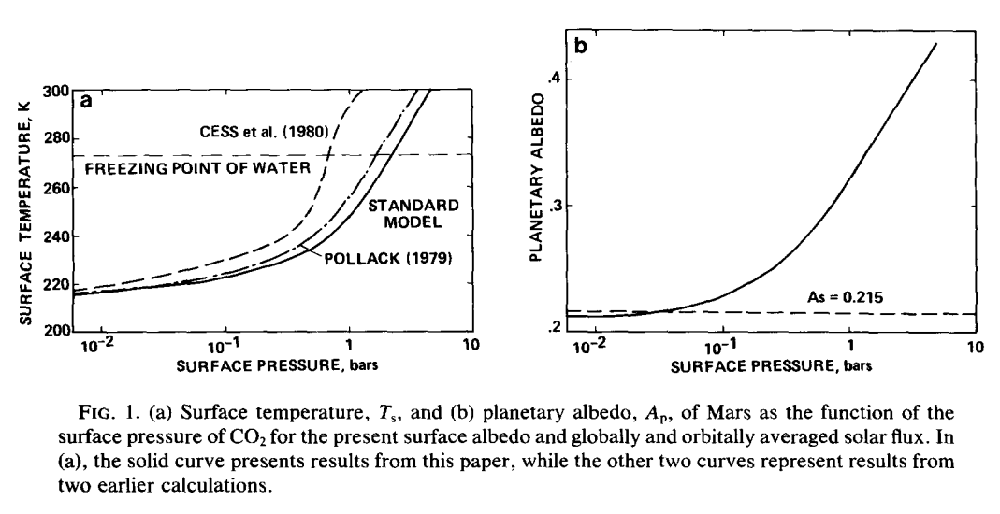 a
b
300
280
260
240
220
200
SURFACE TEMPERATURE, K
CESS et al. (1980)
FREEZING POINT OF WATER
STANDARD
MODEL
POLLACK (1979)
10⁻²
10⁻¹
1
10
SURFACE PRESSURE, bars
.4
.3
.2
PLANETARY ALBEDO
As = 0.215
10⁻²
10⁻¹
1
10
SURFACE PRESSURE, bars
FIG. 1. (a) Surface temperature, Tₛ, and (b) planetary albedo, Aₚ, of Mars as the function of the
surface pressure of CO₂ for the present surface albedo and globally and orbitally averaged solar flux. In
(a), the solid curve presents results from this paper, while the other two curves represent results from
two earlier calculations.